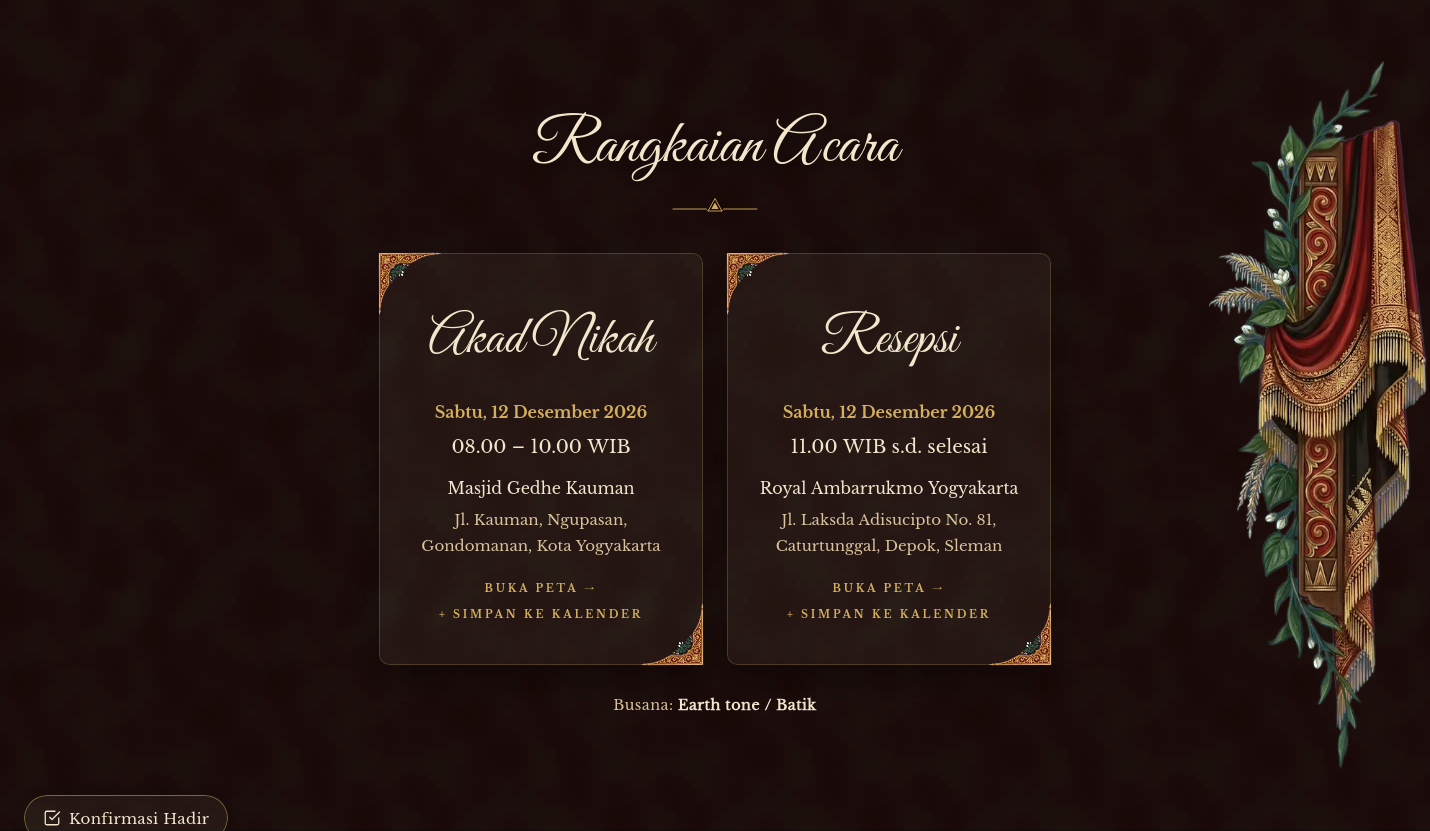 Rangkaian Acara
Akad Nikah
Sabtu, 12 Desember 2026
08.00 – 10.00 WIB
Masjid Gedhe Kauman
Jl. Kauman, Ngupasan,
Gondomanan, Kota Yogyakarta
BUKA PETA →
+ SIMPAN KE KALENDER
Resepsi
Sabtu, 12 Desember 2026
11.00 WIB s.d. selesai
Royal Ambarrukmo Yogyakarta
Jl. Laksda Adisucipto No. 81,
Caturtunggal, Depok, Sleman
BUKA PETA →
+ SIMPAN KE KALENDER
Busana: Earth tone / Batik
Konfirmasi Hadir